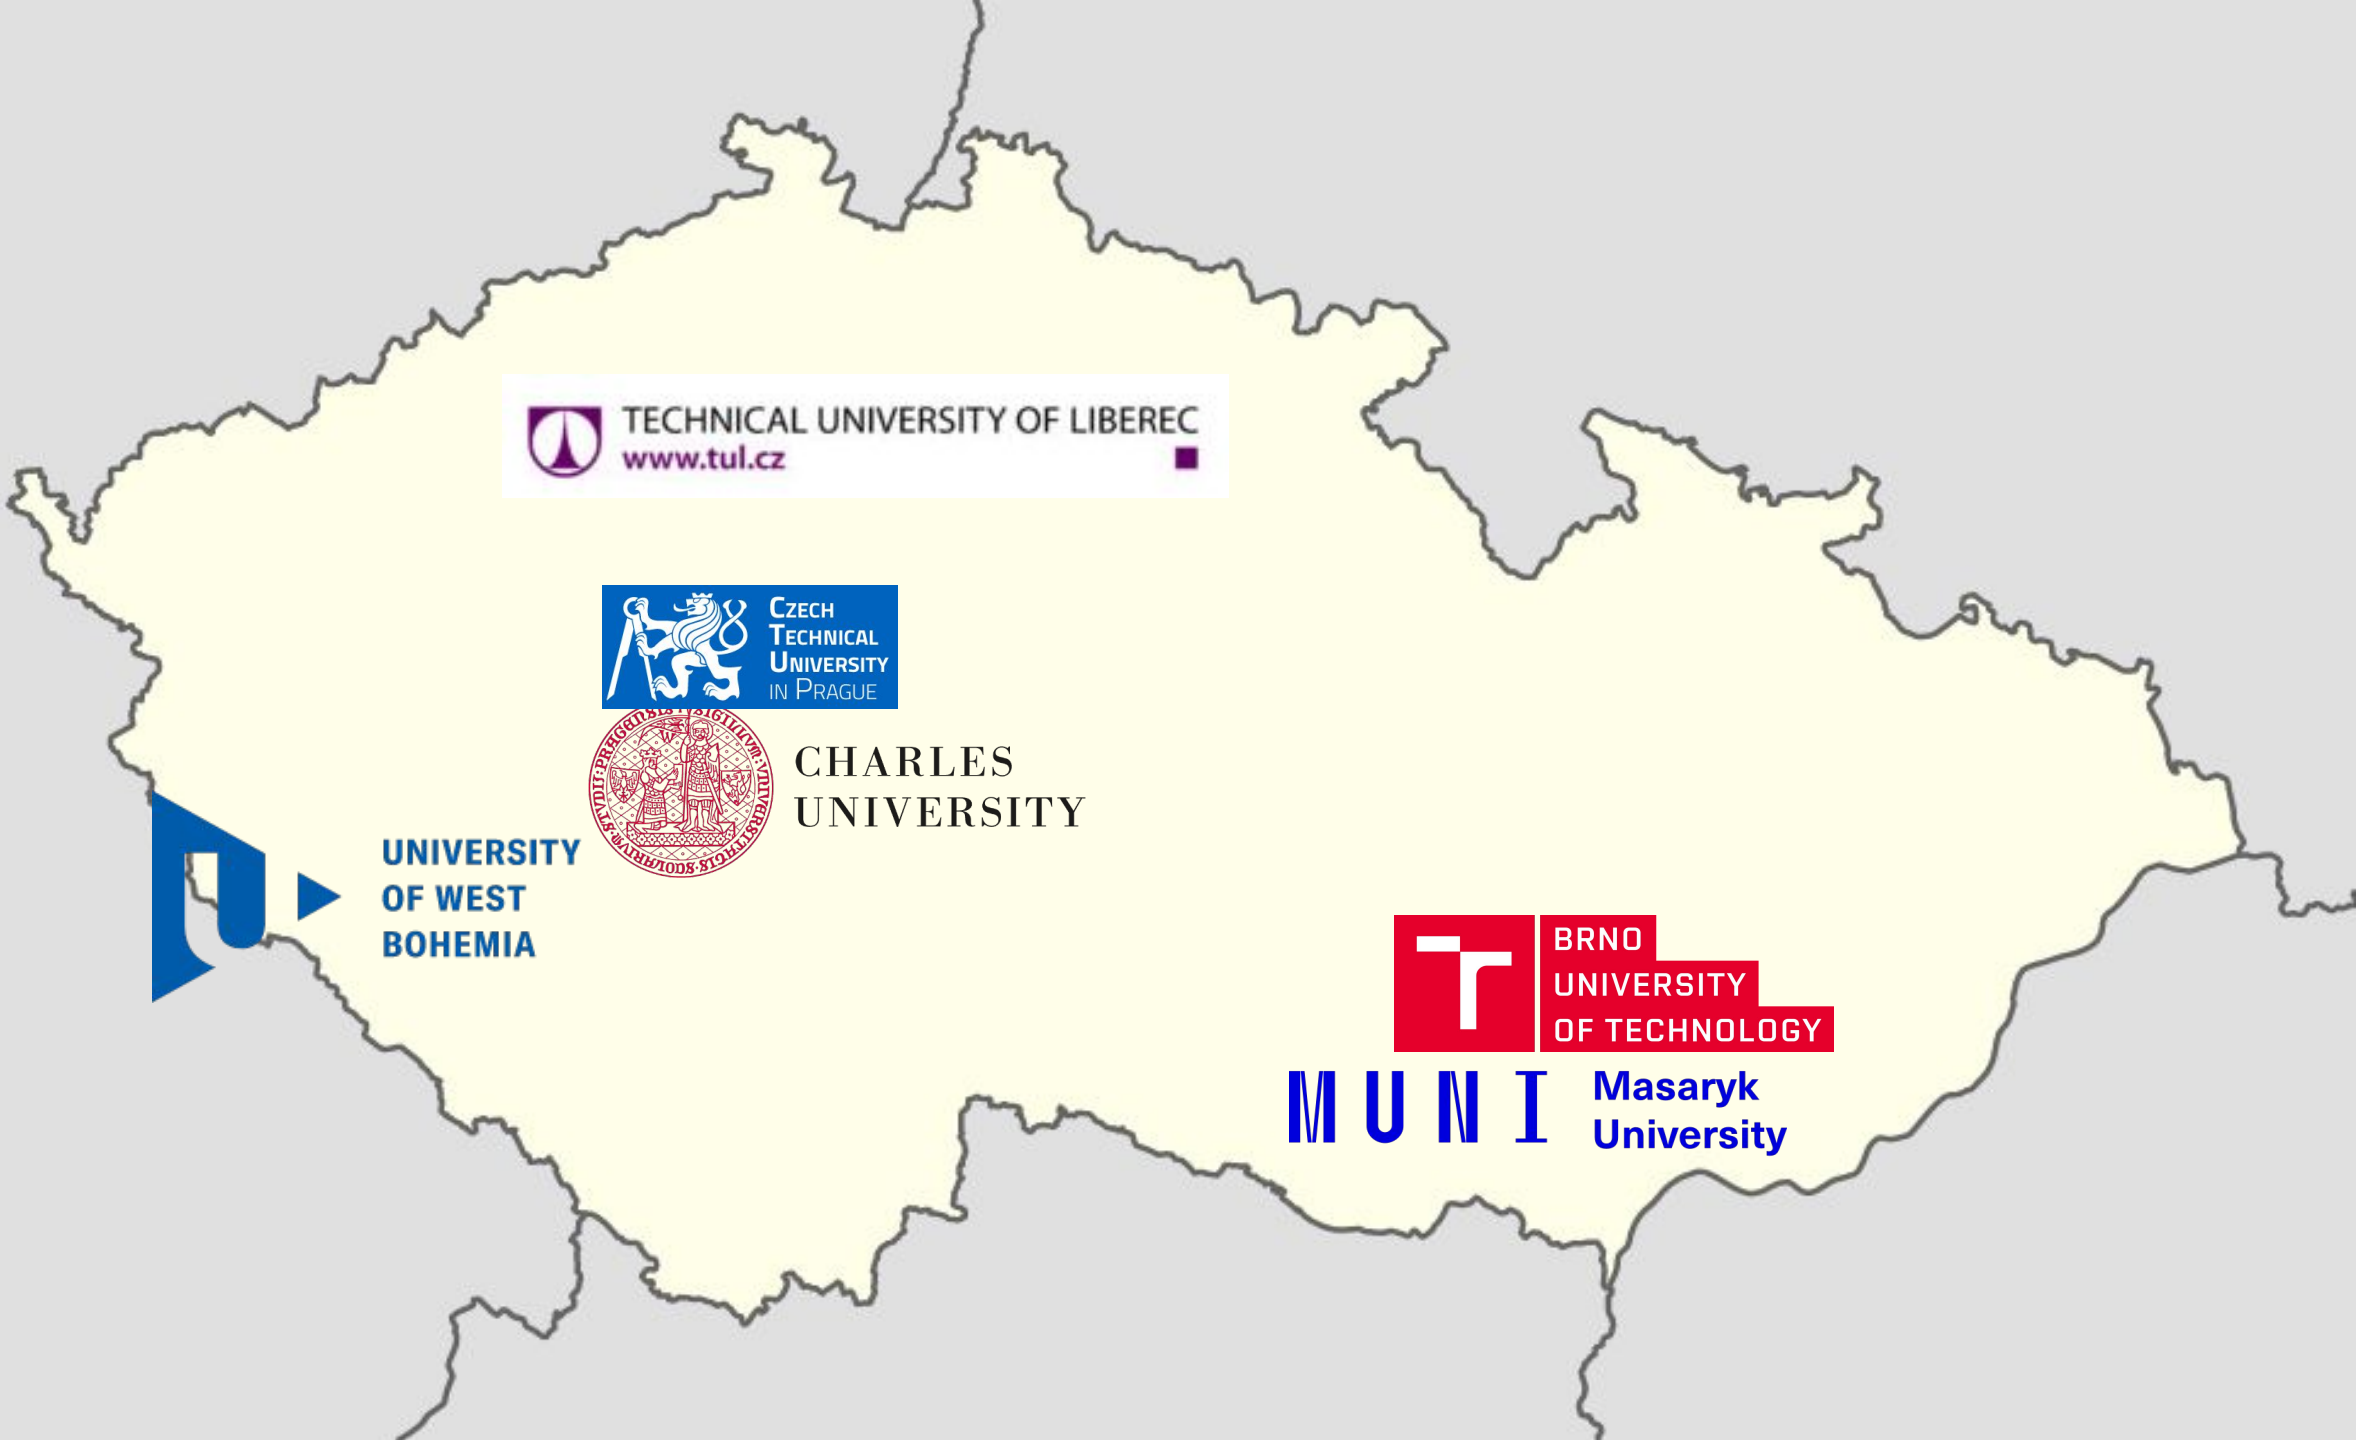 TECHNICAL UNIVERSITY OF LIBEREC
www.tul.cz
CZECH
TECHNICAL
UNIVERSITY
IN PRAGUE
CHARLES
UNIVERSITY
UNIVERSITY
OF WEST
BOHEMIA
BRNO
UNIVERSITY
OF TECHNOLOGY
MUNI
Masaryk
University